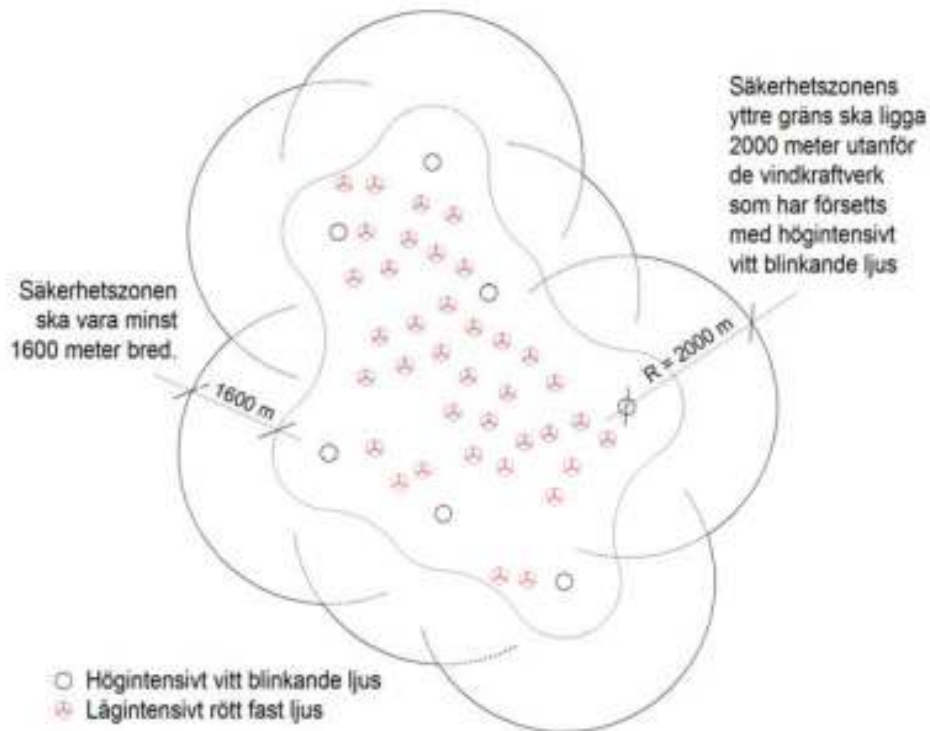 Säkerhetszonens
yttre gräns ska ligga
2000 meter utanför
de vindkraftverk
som har försetts
med högintensivt
vitt blinkande ljus
Säkerhetszonen
ska vara minst
1600 meter bred.
R = 2000 m
1600 m
Högintensivt vitt blinkande ljus
Lågintensivt rött fast ljus